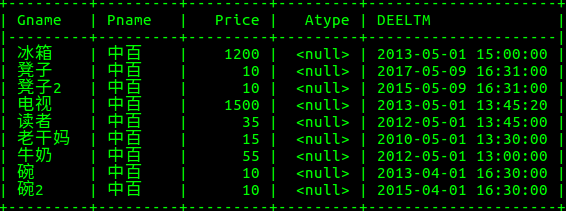 Gname | Pname | Price | Atype | DEELTM
冰箱 | 中百 | 1200 | <null> | 2013-05-01 15:00:00
凳子 | 中百 | 10 | <null> | 2017-05-09 16:31:00
凳子2 | 中百 | 10 | <null> | 2015-05-09 16:31:00
电视 | 中百 | 1500 | <null> | 2013-05-01 13:45:20
读者 | 中百 | 35 | <null> | 2012-05-01 13:45:00
老干妈 | 中百 | 15 | <null> | 2010-05-01 13:30:00
牛奶 | 中百 | 55 | <null> | 2012-05-01 13:00:00
碗 | 中百 | 10 | <null> | 2013-04-01 16:30:00
碗2 | 中百 | 10 | <null> | 2015-04-01 16:30:00